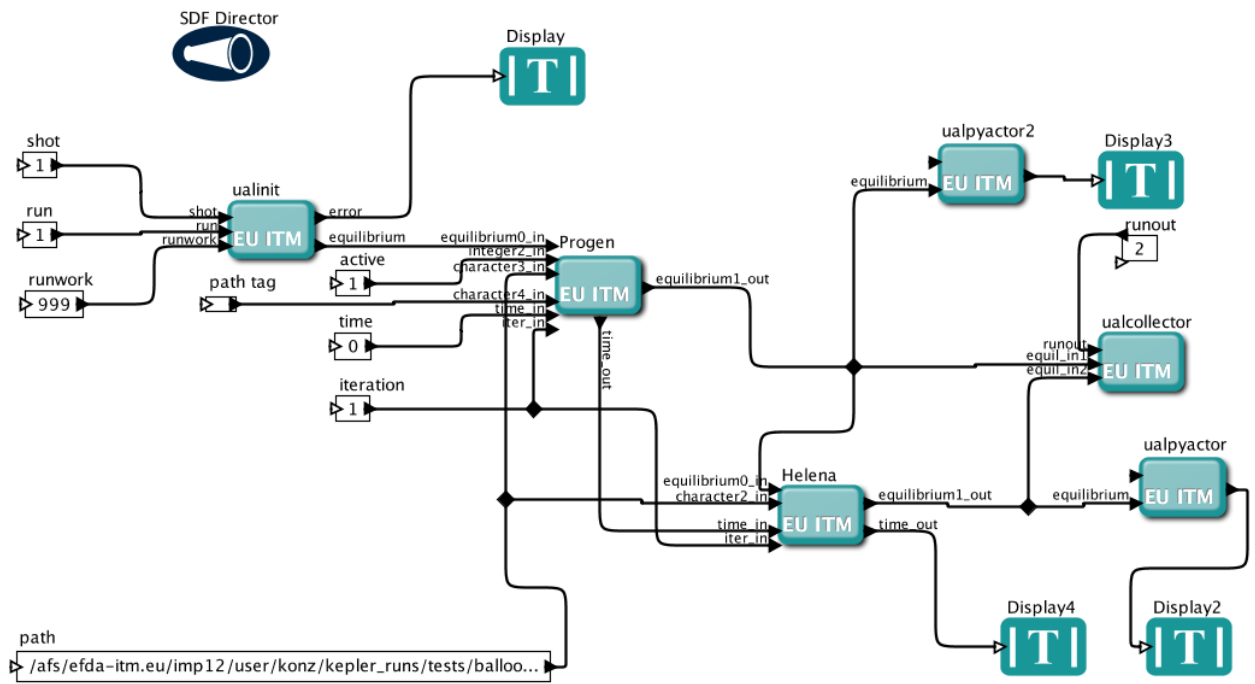 SDF Director
Display
|T|
shot
1
run
1
runwork
999
ualinit
shot
run
runwork
EU ITM
error
equilibrium
path tag
active
1
time
0
iteration
1
equilibrium0_in
integer2_in
character3_in
character4_in
time_in
iter_in
Progen
EU ITM
equilibrium1_out
time_out
ualpyactor2
equilibrium
EU ITM
Display3
|T|
runout
2
ualcollector
runout
equil_in1
equil_in2
EU ITM
Helena
equilibrium0_in
character2_in
time_in
iter_in
EU ITM
equilibrium1_out
time_out
ualpyactor
equilibrium
EU ITM
Display4
|T|
Display2
|T|
path
/afs/efda-itm.eu/imp12/user/konz/kepler_runs/tests/balloo...